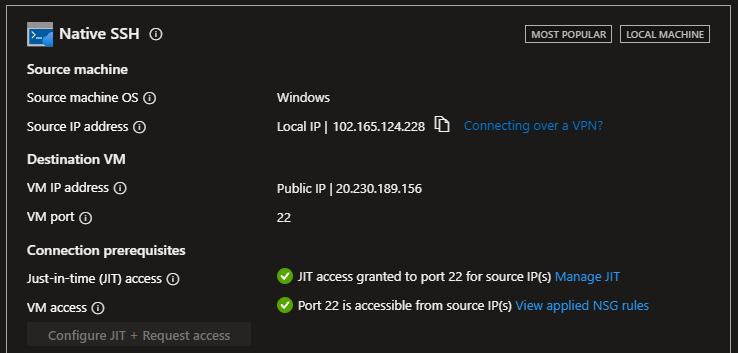 Native SSH
MOST POPULAR
LOCAL MACHINE
Source machine
Source machine OS Windows
Source IP address Local IP | 102.165.124.228 Connecting over a VPN?
Destination VM
VM IP address Public IP | 20.230.189.156
VM port 22
Connection prerequisites
Just-in-time (JIT) access JIT access granted to port 22 for source IP(s) Manage JIT
VM access Port 22 is accessible from source IP(s) View applied NSG rules
Configure JIT + Request access